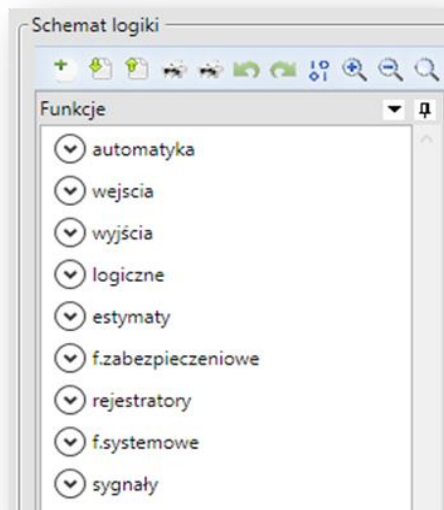 Schemat logiki
Funkcje
automatyka
wejscia
wyjścia
logiczne
estymaty
f.zabezpieczeniowe
rejestratory
f.systemowe
sygnały